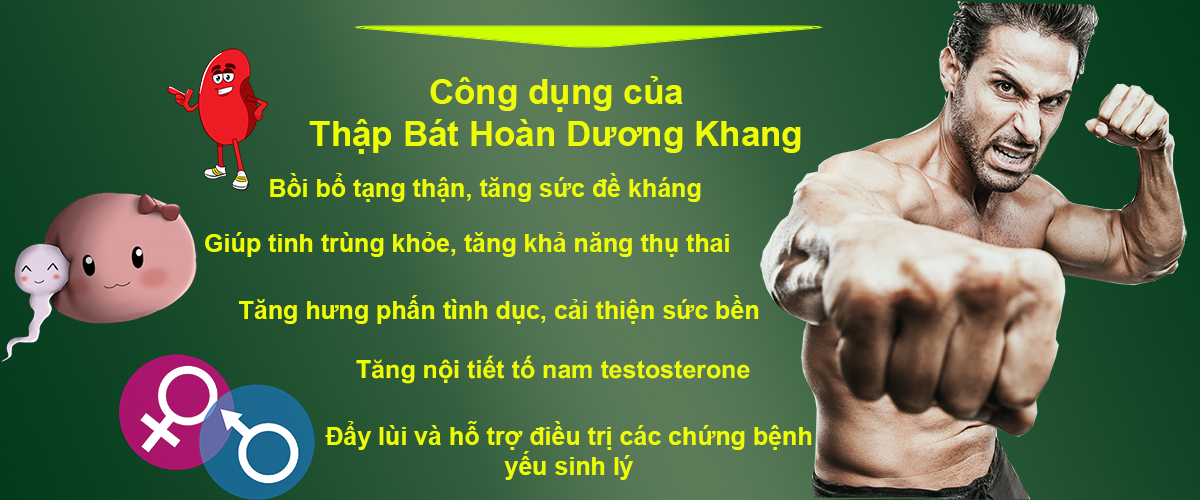 Công dụng của
Thập Bát Hoàn Dương Khang
Bồi bổ tạng thận, tăng sức đề kháng
Giúp tinh trùng khỏe, tăng khả năng thụ thai
Tăng hưng phấn tình dục, cải thiện sức bền
Tăng nội tiết tố nam testosterone
Đẩy lùi và hỗ trợ điều trị các chứng bệnh
yếu sinh lý